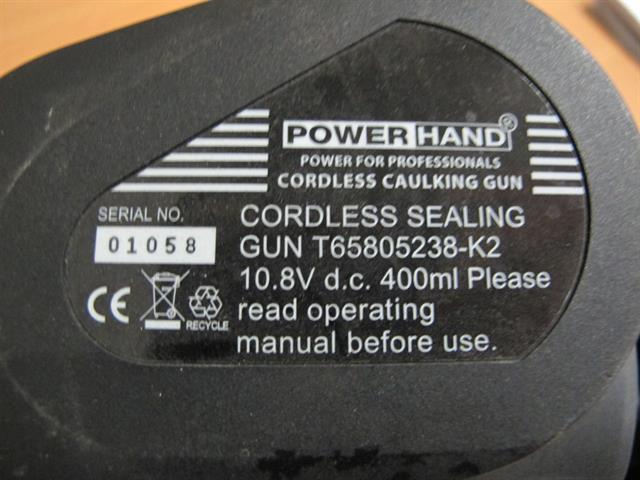 POWERHAND®
POWER FOR PROFESSIONALS
CORDLESS CAULKING GUN
SERIAL NO.
01058
CORDLESS SEALING
GUN T65805238-K2
10.8V d.c. 400ml Please
read operating
manual before use.
CE
RECYCLE